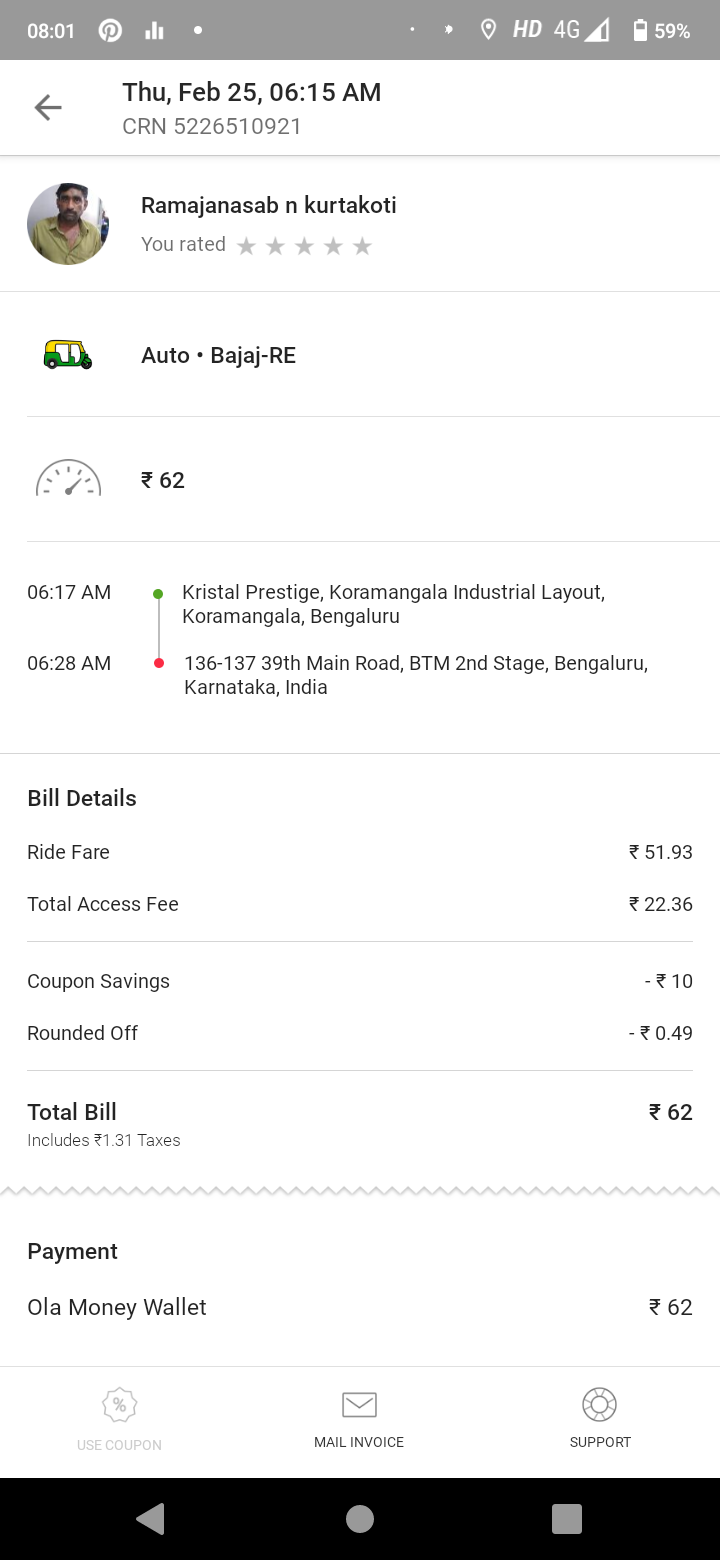 08:01 HD 4G 59%
Thu, Feb 25, 06:15 AM
CRN 5226510921
Ramajanasab n kurtakoti
You rated
Auto • Bajaj-RE
₹ 62
06:17 AM Kristal Prestige, Koramangala Industrial Layout,
Koramangala, Bengaluru
06:28 AM 136-137 39th Main Road, BTM 2nd Stage, Bengaluru,
Karnataka, India
Bill Details
Ride Fare ₹ 51.93
Total Access Fee ₹ 22.36
Coupon Savings - ₹ 10
Rounded Off - ₹ 0.49
Total Bill ₹ 62
Includes ₹1.31 Taxes
Payment
Ola Money Wallet ₹ 62
% 
USE COUPON MAIL INVOICE SUPPORT